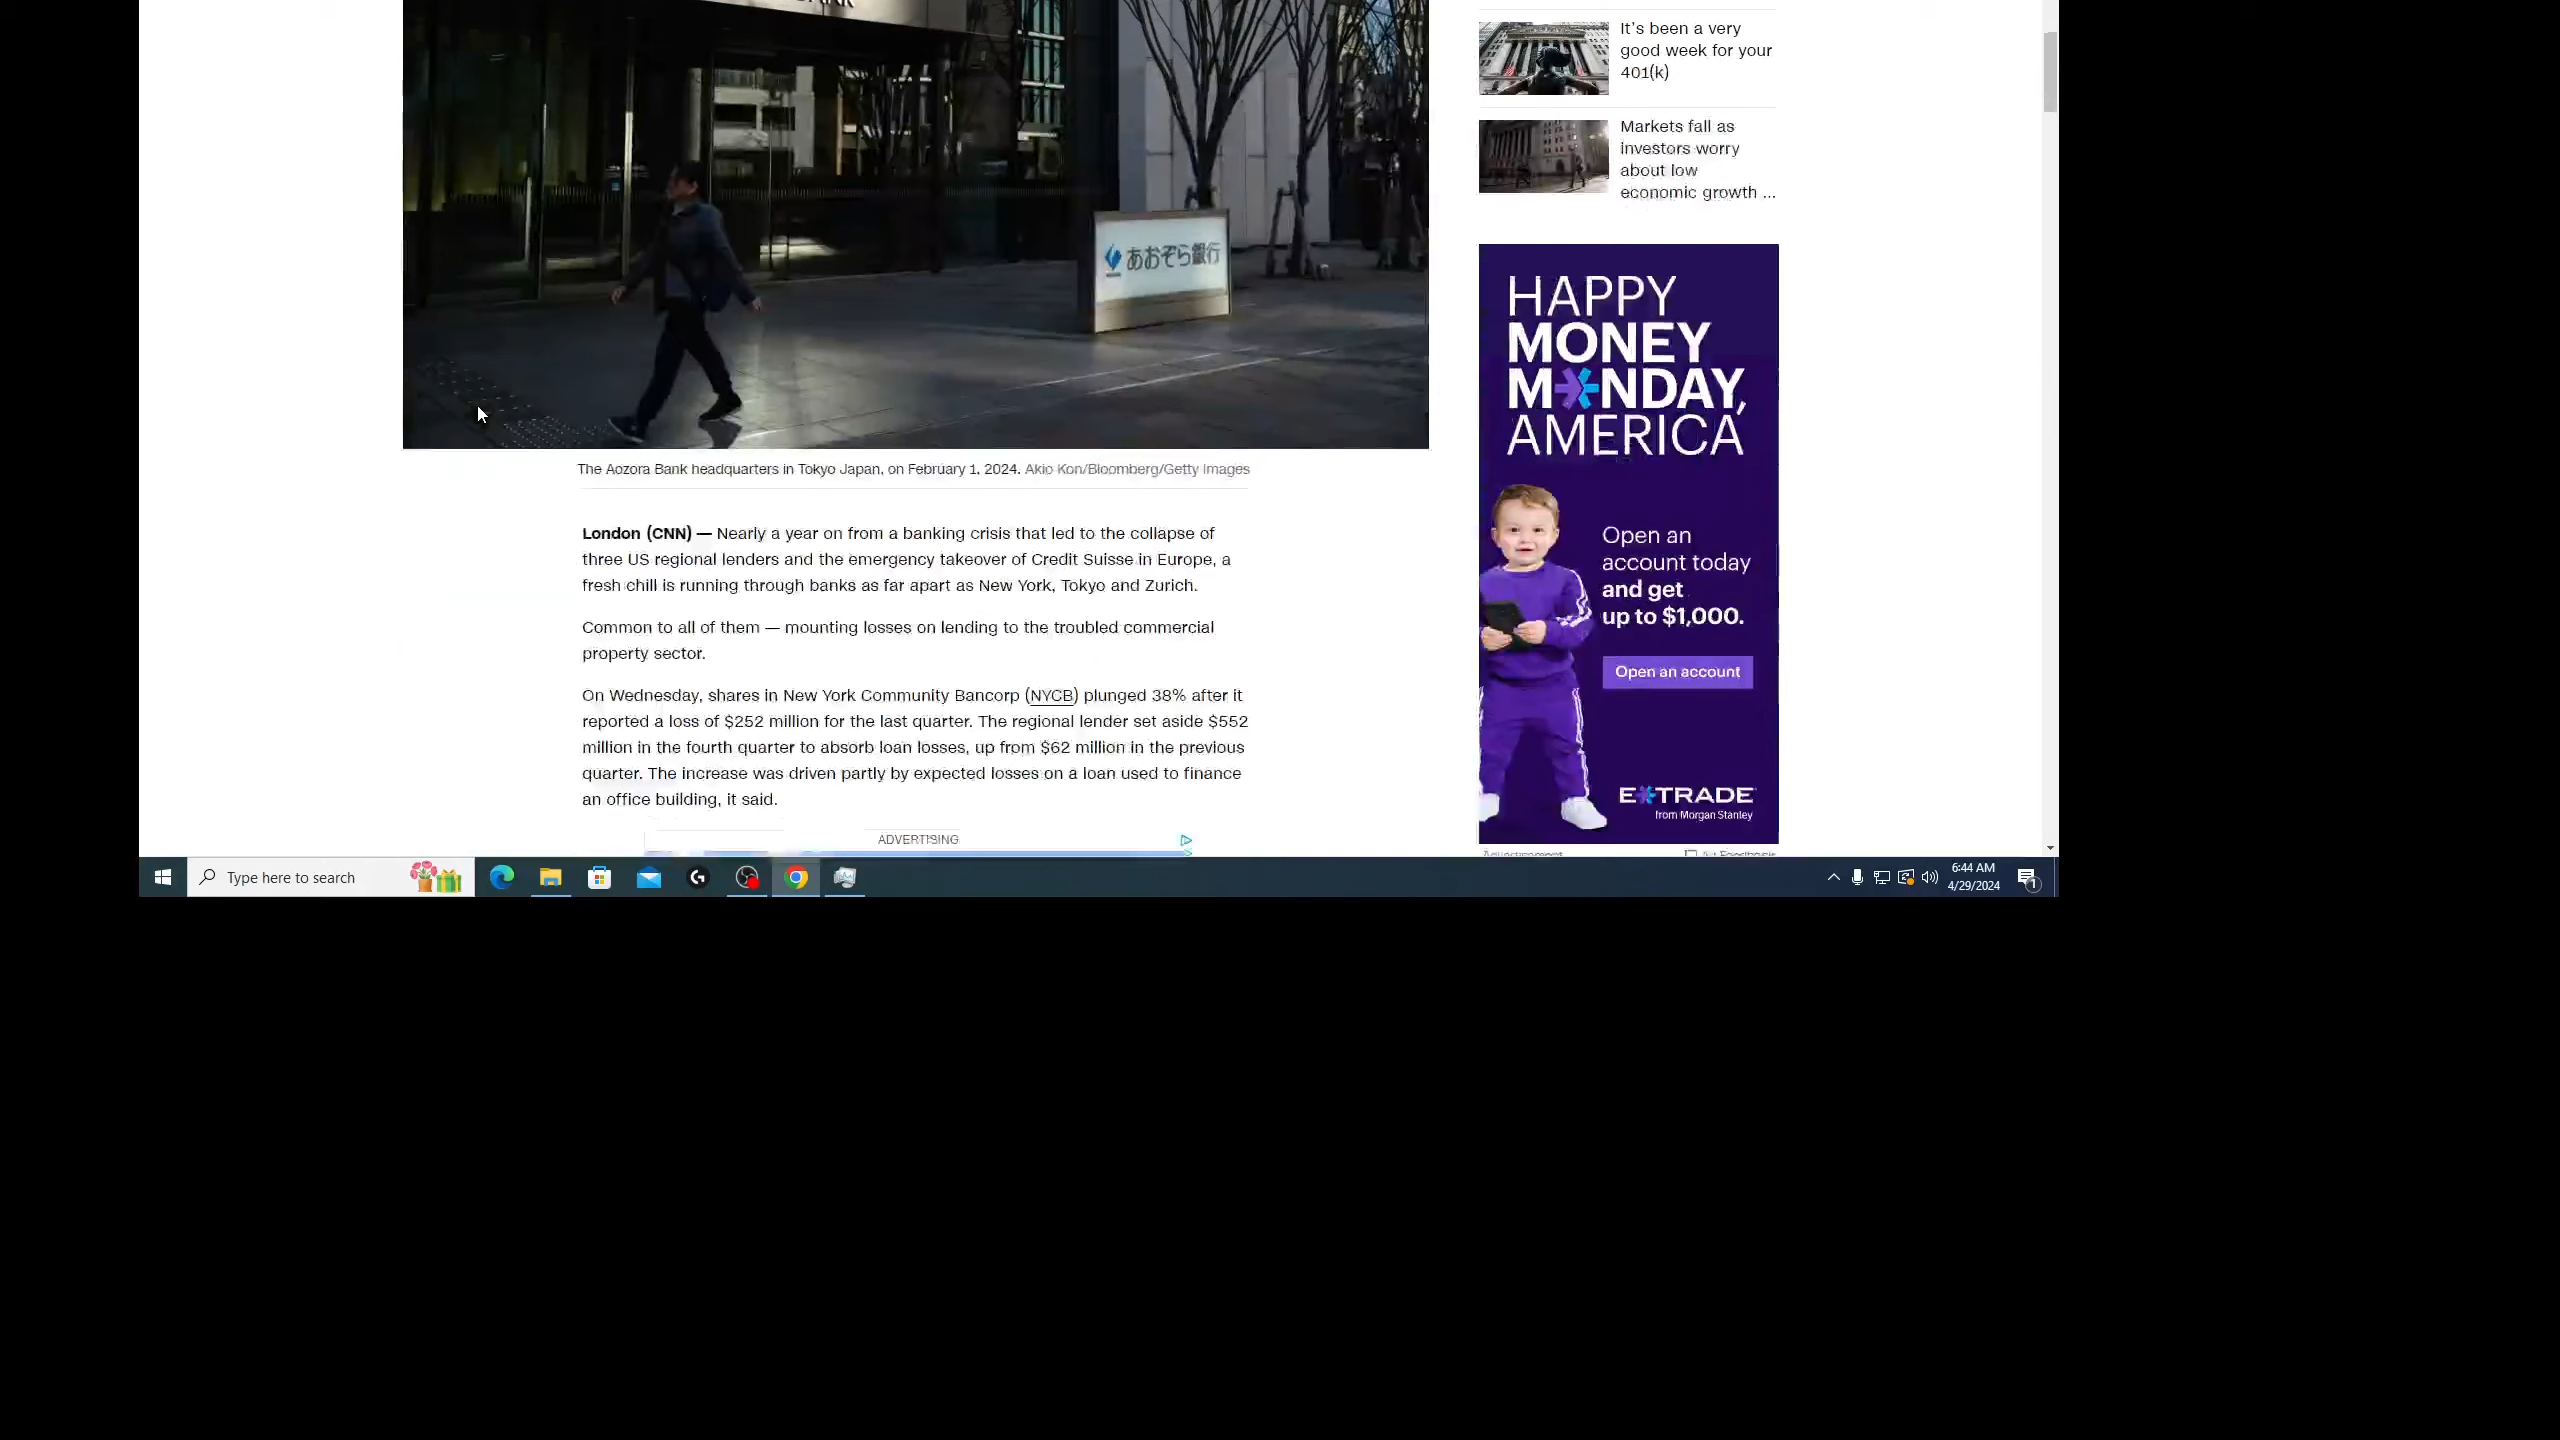 It's been a very
good week for your
401(k)
Markets fall as
investors worry
about low
economic growth ...
あおぞら銀行
HAPPY
MONEY
MONDAY,
AMERICA
Open an
account today
and get
up to $1,000.
Open an account
E*TRADE
from Morgan Stanley
The Aozora Bank headquarters in Tokyo Japan, on February 1, 2024. Akio Kon/Bloomberg/Getty Images
London (CNN) — Nearly a year on from a banking crisis that led to the collapse of
three US regional lenders and the emergency takeover of Credit Suisse in Europe, a
fresh chill is running through banks as far apart as New York, Tokyo and Zurich.
Common to all of them — mounting losses on lending to the troubled commercial
property sector.
On Wednesday, shares in New York Community Bancorp (NYCB) plunged 38% after it
reported a loss of $252 million for the last quarter. The regional lender set aside $552
million in the fourth quarter to absorb loan losses, up from $62 million in the previous
quarter. The increase was driven partly by expected losses on a loan used to finance
an office building, it said.
ADVERTISING
Type here to search
6:44 AM
4/29/2024
1